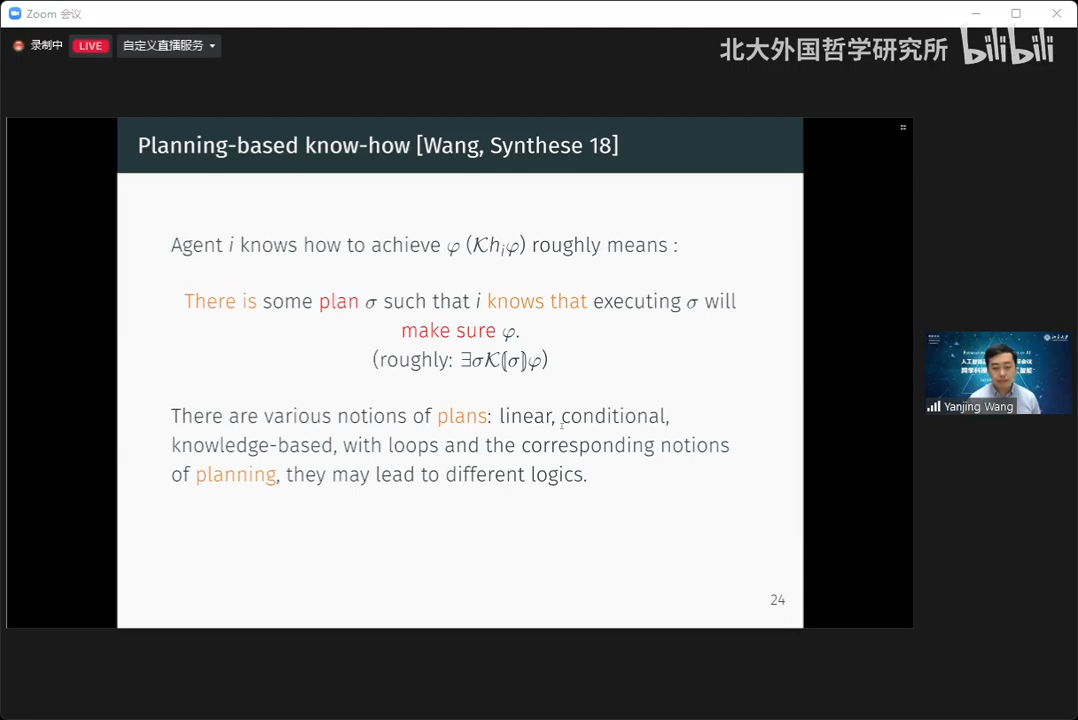 Zoom 会议
录制中 LIVE 自定义直播服务
北大外国哲学研究所 bilibili
Planning-based know-how [Wang, Synthese 18]
Agent i knows how to achieve φ (𝒦hᵢφ) roughly means :
There is some plan σ such that i knows that executing σ will
make sure φ.
(roughly: ∃σ𝒦⟬σ⟭φ)
There are various notions of plans: linear, conditional,
knowledge-based, with loops and the corresponding notions
of planning, they may lead to different logics.
24
Yanjing Wang